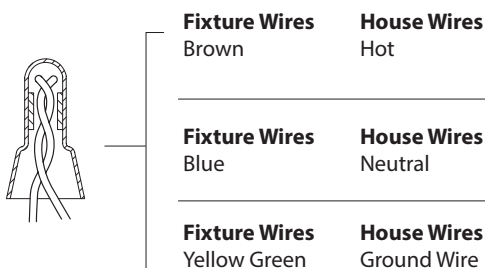 Fixture Wires House Wires
Brown Hot
Fixture Wires House Wires
Blue Neutral
Fixture Wires House Wires
Yellow Green Ground Wire